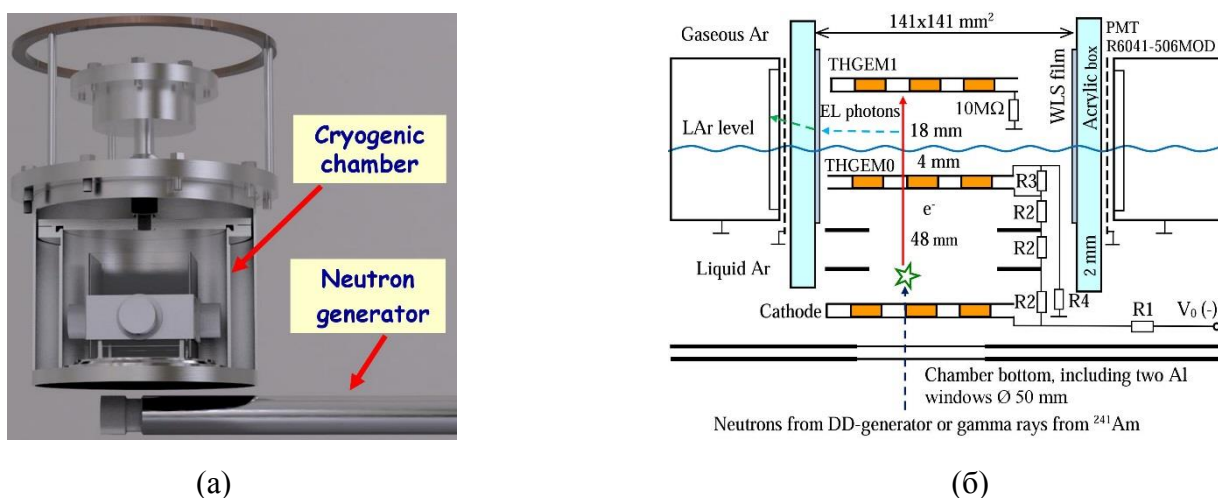 Cryogenic
chamber
Neutron
generator
(а)
141x141 mm²
Gaseous Ar
PMT
R6041-506MOD
THGEM1
WLS film
Acrylic box
EL photons
10MΩ
LAr level
18 mm
4 mm
THGEM0
R3
e⁻
R2
48 mm
R2
Liquid Ar
2 mm
Cathode
R2
R4
R1
V₀ (-)
Chamber bottom, including two Al
windows Ø 50 mm
Neutrons from DD-generator or gamma rays from ²⁴¹Am
(б)